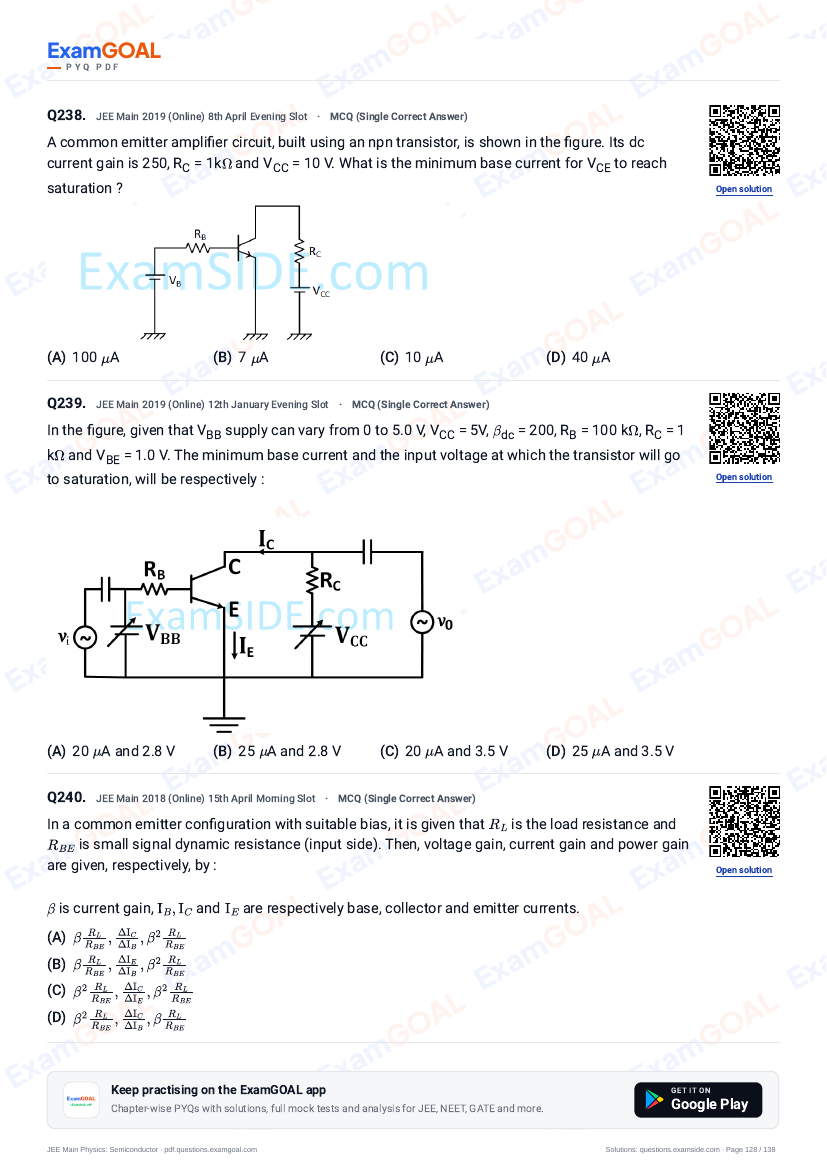 ExamGOAL
PYQ PDF
Q238. JEE Main 2019 (Online) 8th April Evening Slot · MCQ (Single Correct Answer)
A common emitter amplifier circuit, built using an npn transistor, is shown in the figure. Its dc
current gain is 250, R_C = 1kΩ and V_CC = 10 V. What is the minimum base current for V_CE to reach
saturation ?
Open solution
R_B
R_C
V_B
V_CC
ExamSIDE.com
(A) 100 μA (B) 7 μA (C) 10 μA (D) 40 μA
Q239. JEE Main 2019 (Online) 12th January Evening Slot · MCQ (Single Correct Answer)
In the figure, given that V_BB supply can vary from 0 to 5.0 V, V_CC = 5V, β_dc = 200, R_B = 100 kΩ, R_C = 1
kΩ and V_BE = 1.0 V. The minimum base current and the input voltage at which the transistor will go
to saturation, will be respectively :
Open solution
I_C
R_B
C
R_C
E
ExamSIDE.com
v_i
V_BB
I_E
V_CC
v_0
(A) 20 μA and 2.8 V (B) 25 μA and 2.8 V (C) 20 μA and 3.5 V (D) 25 μA and 3.5 V
Q240. JEE Main 2018 (Online) 15th April Morning Slot · MCQ (Single Correct Answer)
In a common emitter configuration with suitable bias, it is given that R_L is the load resistance and
R_BE is small signal dynamic resistance (input side). Then, voltage gain, current gain and power gain
are given, respectively, by :
Open solution
β is current gain, I_B, I_C and I_E are respectively base, collector and emitter currents.
(A) β R_L/R_BE, ΔI_C/ΔI_B, β² R_L/R_BE
(B) β R_L/R_BE, ΔI_E/ΔI_B, β² R_L/R_BE
(C) β² R_L/R_BE, ΔI_C/ΔI_E, β² R_L/R_BE
(D) β² R_L/R_BE, ΔI_C/ΔI_B, β R_L/R_BE
ExamGOAL
Keep practising on the ExamGOAL app
Chapter-wise PYQs with solutions, full mock tests and analysis for JEE, NEET, GATE and more.
GET IT ON
Google Play
JEE Main Physics: Semiconductor · pdf.questions.examgoal.com
Solutions: questions.examside.com · Page 128 / 138